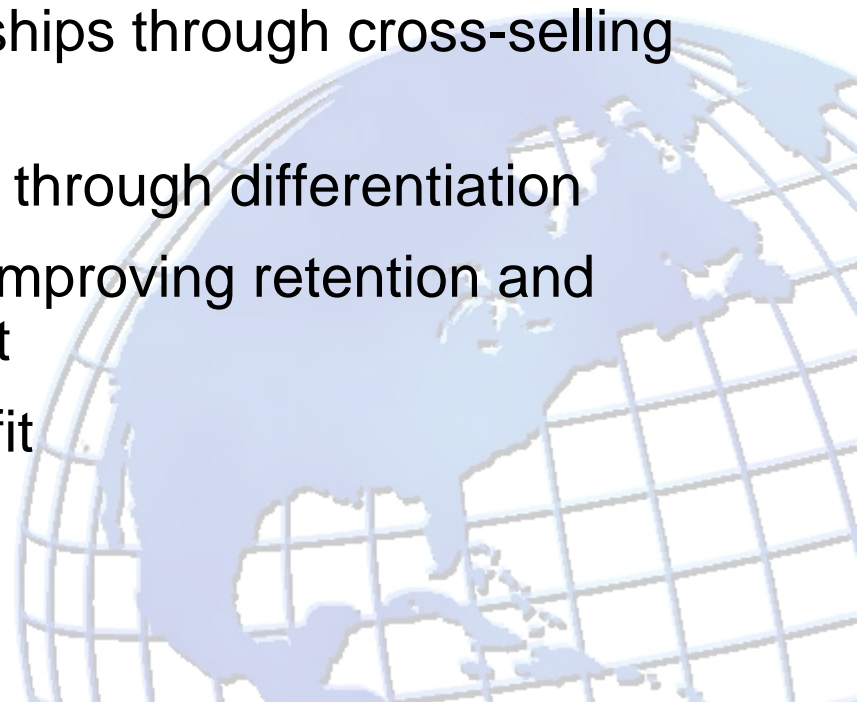 ships through cross-selling
through differentiation
mproving retention and
t
fit